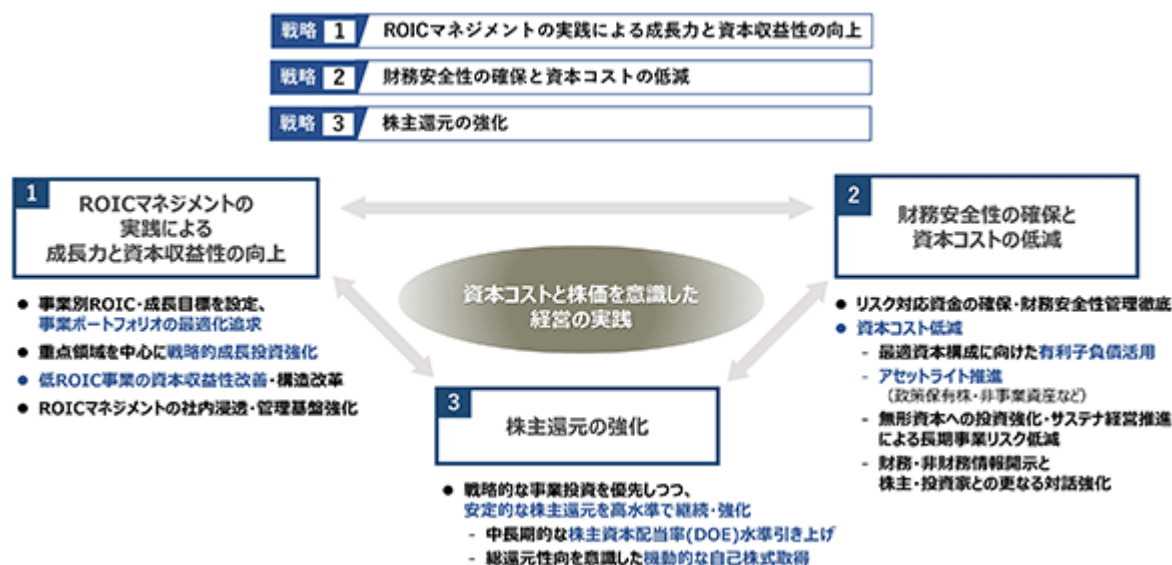 戦略 1 ROICマネジメントの実践による成長力と資本収益性の向上
戦略 2 財務安全性の確保と資本コストの低減
戦略 3 株主還元の強化
1
ROICマネジメントの
実践による
成長力と資本収益性の向上
● 事業別ROIC・成長目標を設定、
事業ポートフォリオの最適化追求
● 重点領域を中心に戦略的成長投資強化
● 低ROIC事業の資本収益性改善・構造改革
● ROICマネジメントの社内浸透・管理基盤強化
資本コストと株価を意識した
経営の実践
2
財務安全性の確保と
資本コストの低減
● リスク対応資金の確保・財務安全性管理徹底
● 資本コスト低減
- 最適資本構成に向けた有利子負債活用
- アセットライト推進
（政策保有株・非事業資産など）
- 無形資本への投資強化・サステナ経営推進
による長期事業リスク低減
- 財務・非財務情報開示と
株主・投資家との更なる対話強化
3
株主還元の強化
● 戦略的な事業投資を優先しつつ、
安定的な株主還元を高水準で継続・強化
- 中長期的な株主資本配当率(DOE)水準引き上げ
- 総還元性向を意識した機動的な自己株式取得